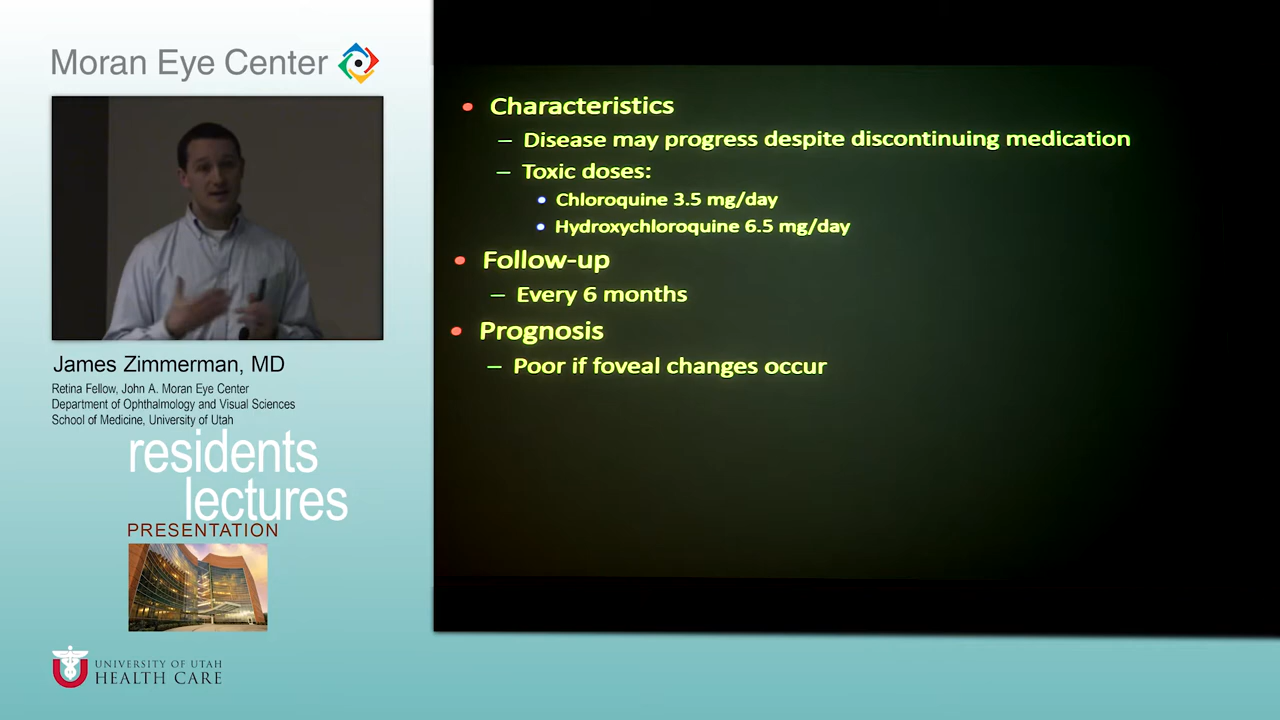 Moran Eye Center
James Zimmerman, MD
Retina Fellow, John A. Moran Eye Center
Department of Ophthalmology and Visual Sciences
School of Medicine, University of Utah
residents
lectures
PRESENTATION
UNIVERSITY OF UTAH
HEALTH CARE
• Characteristics
– Disease may progress despite discontinuing medication
– Toxic doses:
• Chloroquine 3.5 mg/day
• Hydroxychloroquine 6.5 mg/day
• Follow-up
– Every 6 months
• Prognosis
– Poor if foveal changes occur